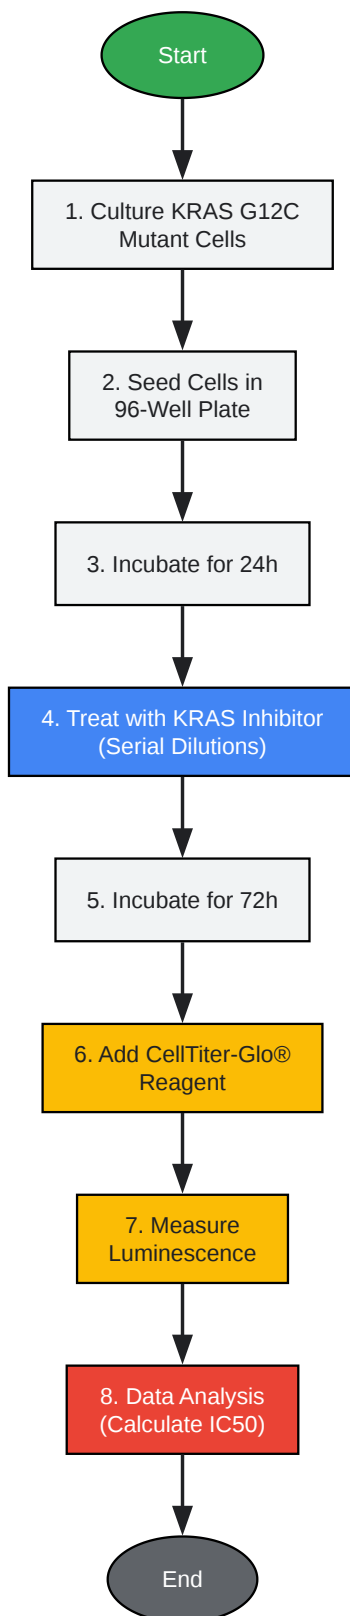 Start
1. Culture KRAS G12C
Mutant Cells
2. Seed Cells in
96-Well Plate
3. Incubate for 24h
4. Treat with KRAS Inhibitor
(Serial Dilutions)
5. Incubate for 72h
6. Add CellTiter-Glo®
Reagent
7. Measure
Luminescence
8. Data Analysis
(Calculate IC50)
End